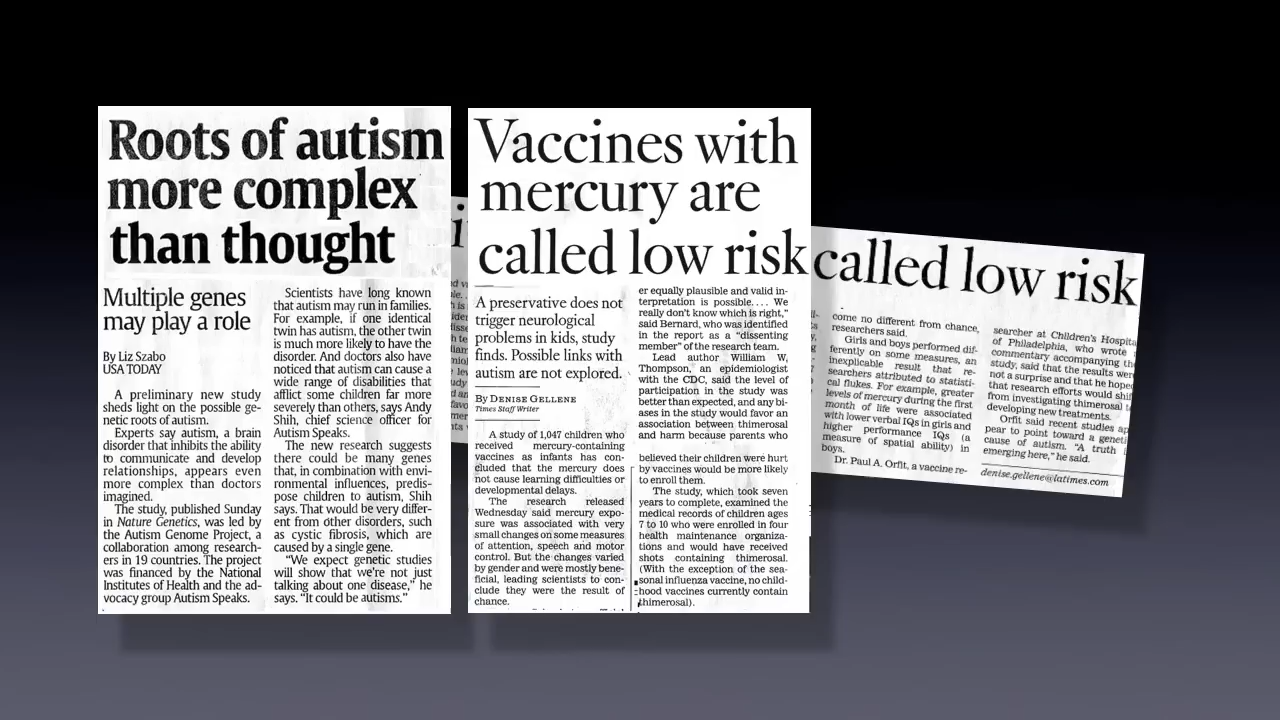 Roots of autism
more complex
than thought
Multiple genes
may play a role
By Liz Szabo
USA TODAY
A preliminary new study
sheds light on the possible ge-
netic roots of autism.
Experts say autism, a brain
disorder that inhibits the ability
to communicate and develop
relationships, appears even
more complex than doctors
imagined.
The study, published Sunday
in Nature Genetics, was led by
the Autism Genome Project, a
collaboration among research-
ers in 19 countries. The project
was financed by the National
Institutes of Health and the ad-
vocacy group Autism Speaks.
Scientists have long known
that autism may run in families.
For example, if one identical
twin has autism, the other twin
is much more likely to have the
disorder. And doctors also have
noticed that autism can cause a
wide range of disabilities that
afflict some children far more
severely than others, says Andy
Shih, chief science officer for
Autism Speaks.
The new research suggests
there could be many genes
that, in combination with envi-
ronmental influences, predis-
pose children to autism, Shih
says. That would be very differ-
ent from other disorders, such
as cystic fibrosis, which are
caused by a single gene.
"We expect genetic studies
will show that we're not just
talking about one disease," he
says. "It could be autisms."
Vaccines with
mercury are
called low risk
A preservative does not
trigger neurological
problems in kids, study
finds. Possible links with
autism are not explored.
By DENISE GELLENE
Times Staff Writer
A study of 1,047 children who
received mercury-containing
vaccines as infants has con-
cluded that the mercury does
not cause learning difficulties or
developmental delays.
The research released
Wednesday said mercury expo-
sure was associated with very
small changes on some measures
of attention, speech and motor
control. But the changes varied
by gender and were mostly bene-
ficial, leading scientists to con-
clude they were the result of
chance.
er equally plausible and valid in-
terpretation is possible. . . . We
really don't know which is right,"
said Bernard, who was identified
in the report as a "dissenting
member" of the research team.
Lead author William W,
Thompson, an epidemiologist
with the CDC, said the level of
participation in the study was
better than expected, and any bi-
ases in the study would favor an
association between thimerosal
and harm because parents who
believed their children were hurt
by vaccines would be more likely
to enroll them.
The study, which took seven
years to complete, examined the
medical records of children ages
7 to 10 who were enrolled in four
health maintenance organiza-
tions and would have received
shots containing thimerosal.
(With the exception of the sea-
sonal influenza vaccine, no child-
hood vaccines currently contain
thimerosal).
called low risk
come no different from chance,
researchers said.
Girls and boys performed dif-
ferently on some measures, an
inexplicable result that re-
searchers attributed to statisti-
cal flukes. For example, greater
levels of mercury during the first
month of life were associated
with lower verbal IQs in girls and
higher performance IQs (a
measure of spatial ability) in
boys.
Dr. Paul A. Orfit, a vaccine re-
searcher at Children's Hospita
of Philadelphia, who wrote
commentary accompanying th
study, said that the results were
not a surprise and that he hoped
that research efforts would shif
from investigating thimerosal t
developing new treatments.
Orfit said recent studies ap
pear to point toward a geneti
cause of autism. "A truth i
emerging here," he said.
denise.gellene@latimes.com